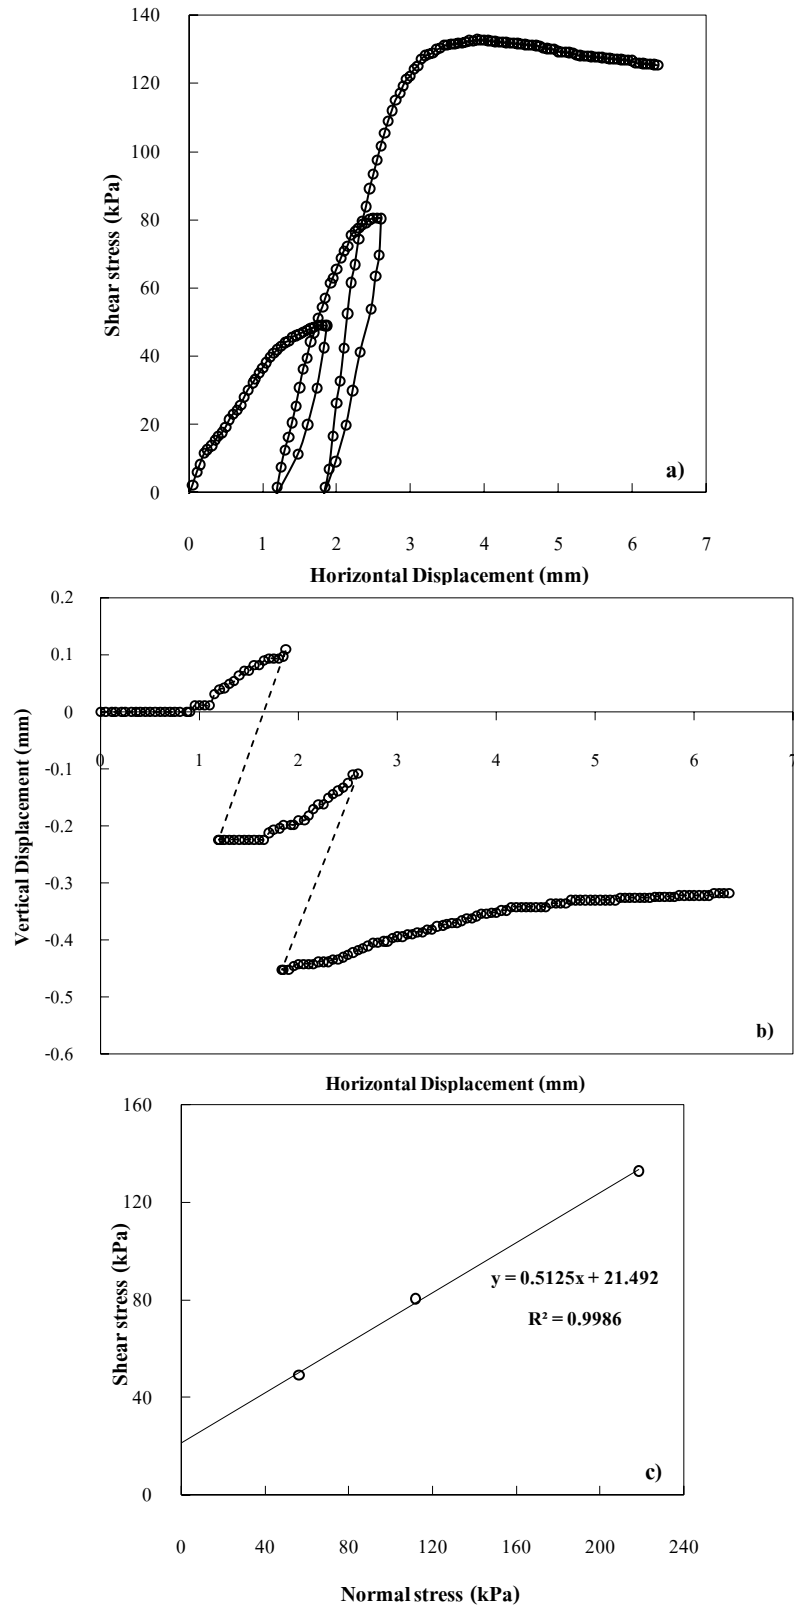 140
120
100
80
60
40
20
0
Shear stress (kPa)
a)
0 1 2 3 4 5 6 7
Horizontal Displacement (mm)
0.2
0.1
0
-0.1
-0.2
-0.3
-0.4
-0.5
-0.6
Vertical Displacement (mm)
0 1 2 3 4 5 6 7
b)
Horizontal Displacement (mm)
160
120
80
40
0
Shear stress (kPa)
y = 0.5125x + 21.492
R² = 0.9986
c)
0 40 80 120 160 200 240
Normal stress (kPa)